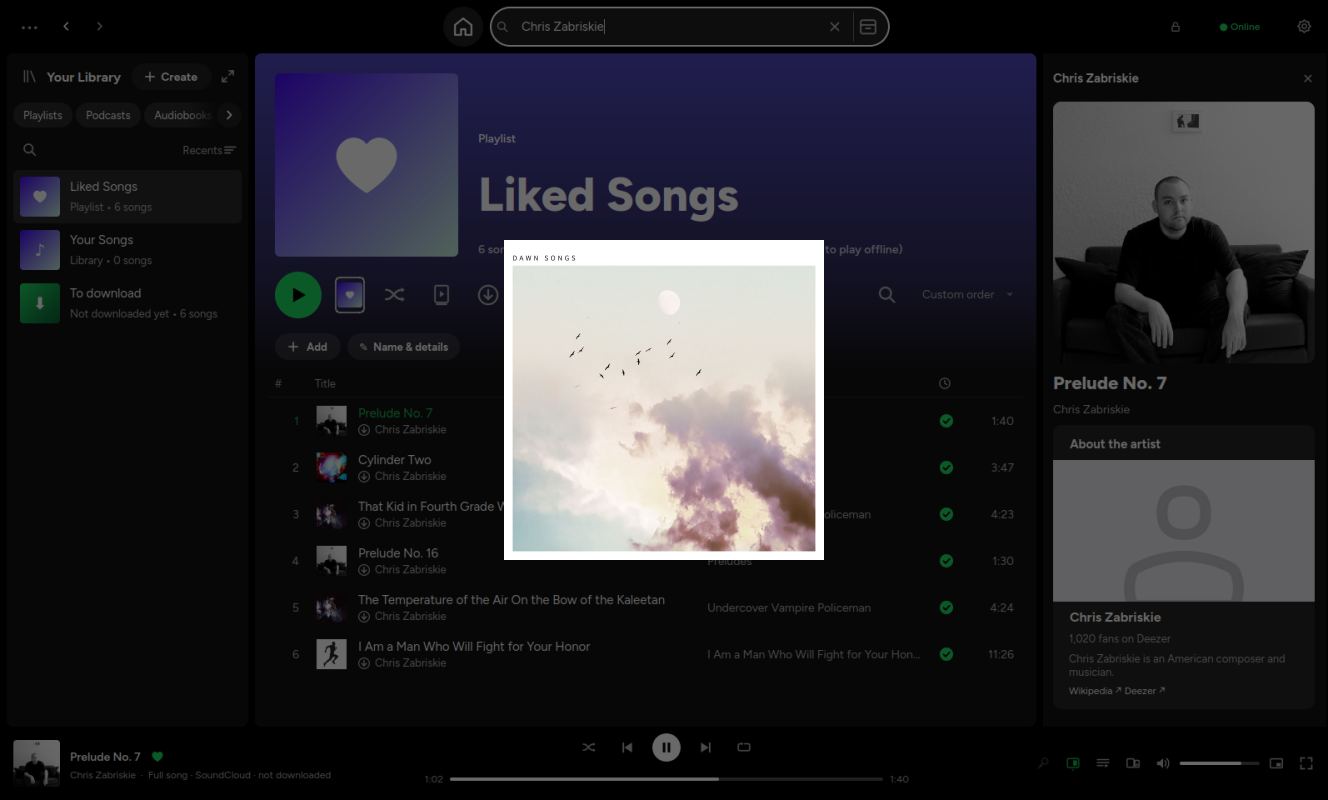 Chris Zabriskie
Online
Your Library
Create
Playlists
Podcasts
Audiobooks
Recents
Liked Songs
Playlist • 6 songs
Your Songs
Library • 0 songs
To download
Not downloaded yet • 6 songs
Playlist
Liked Songs
to play offline)
Custom order
Add
Name & details
# Title
1 Prelude No. 7 1:40
Chris Zabriskie
2 Cylinder Two 3:47
Chris Zabriskie
3 That Kid in Fourth Grade 4:23
Chris Zabriskie
4 Prelude No. 16 Preludes 1:30
Chris Zabriskie
5 The Temperature of the Air On the Bow of the Kaleetan Undercover Vampire Policeman 4:24
Chris Zabriskie
6 I Am a Man Who Will Fight for Your Honor I Am a Man Who Will Fight for Your Hon... 11:26
Chris Zabriskie
DAWN SONGS
Chris Zabriskie
Prelude No. 7
Chris Zabriskie
About the artist
Chris Zabriskie
1,020 fans on Deezer
Chris Zabriskie is an American composer and
musician.
Wikipedia ↗ Deezer ↗
Prelude No. 7
Chris Zabriskie · Full song · SoundCloud · not downloaded
1:02 1:40